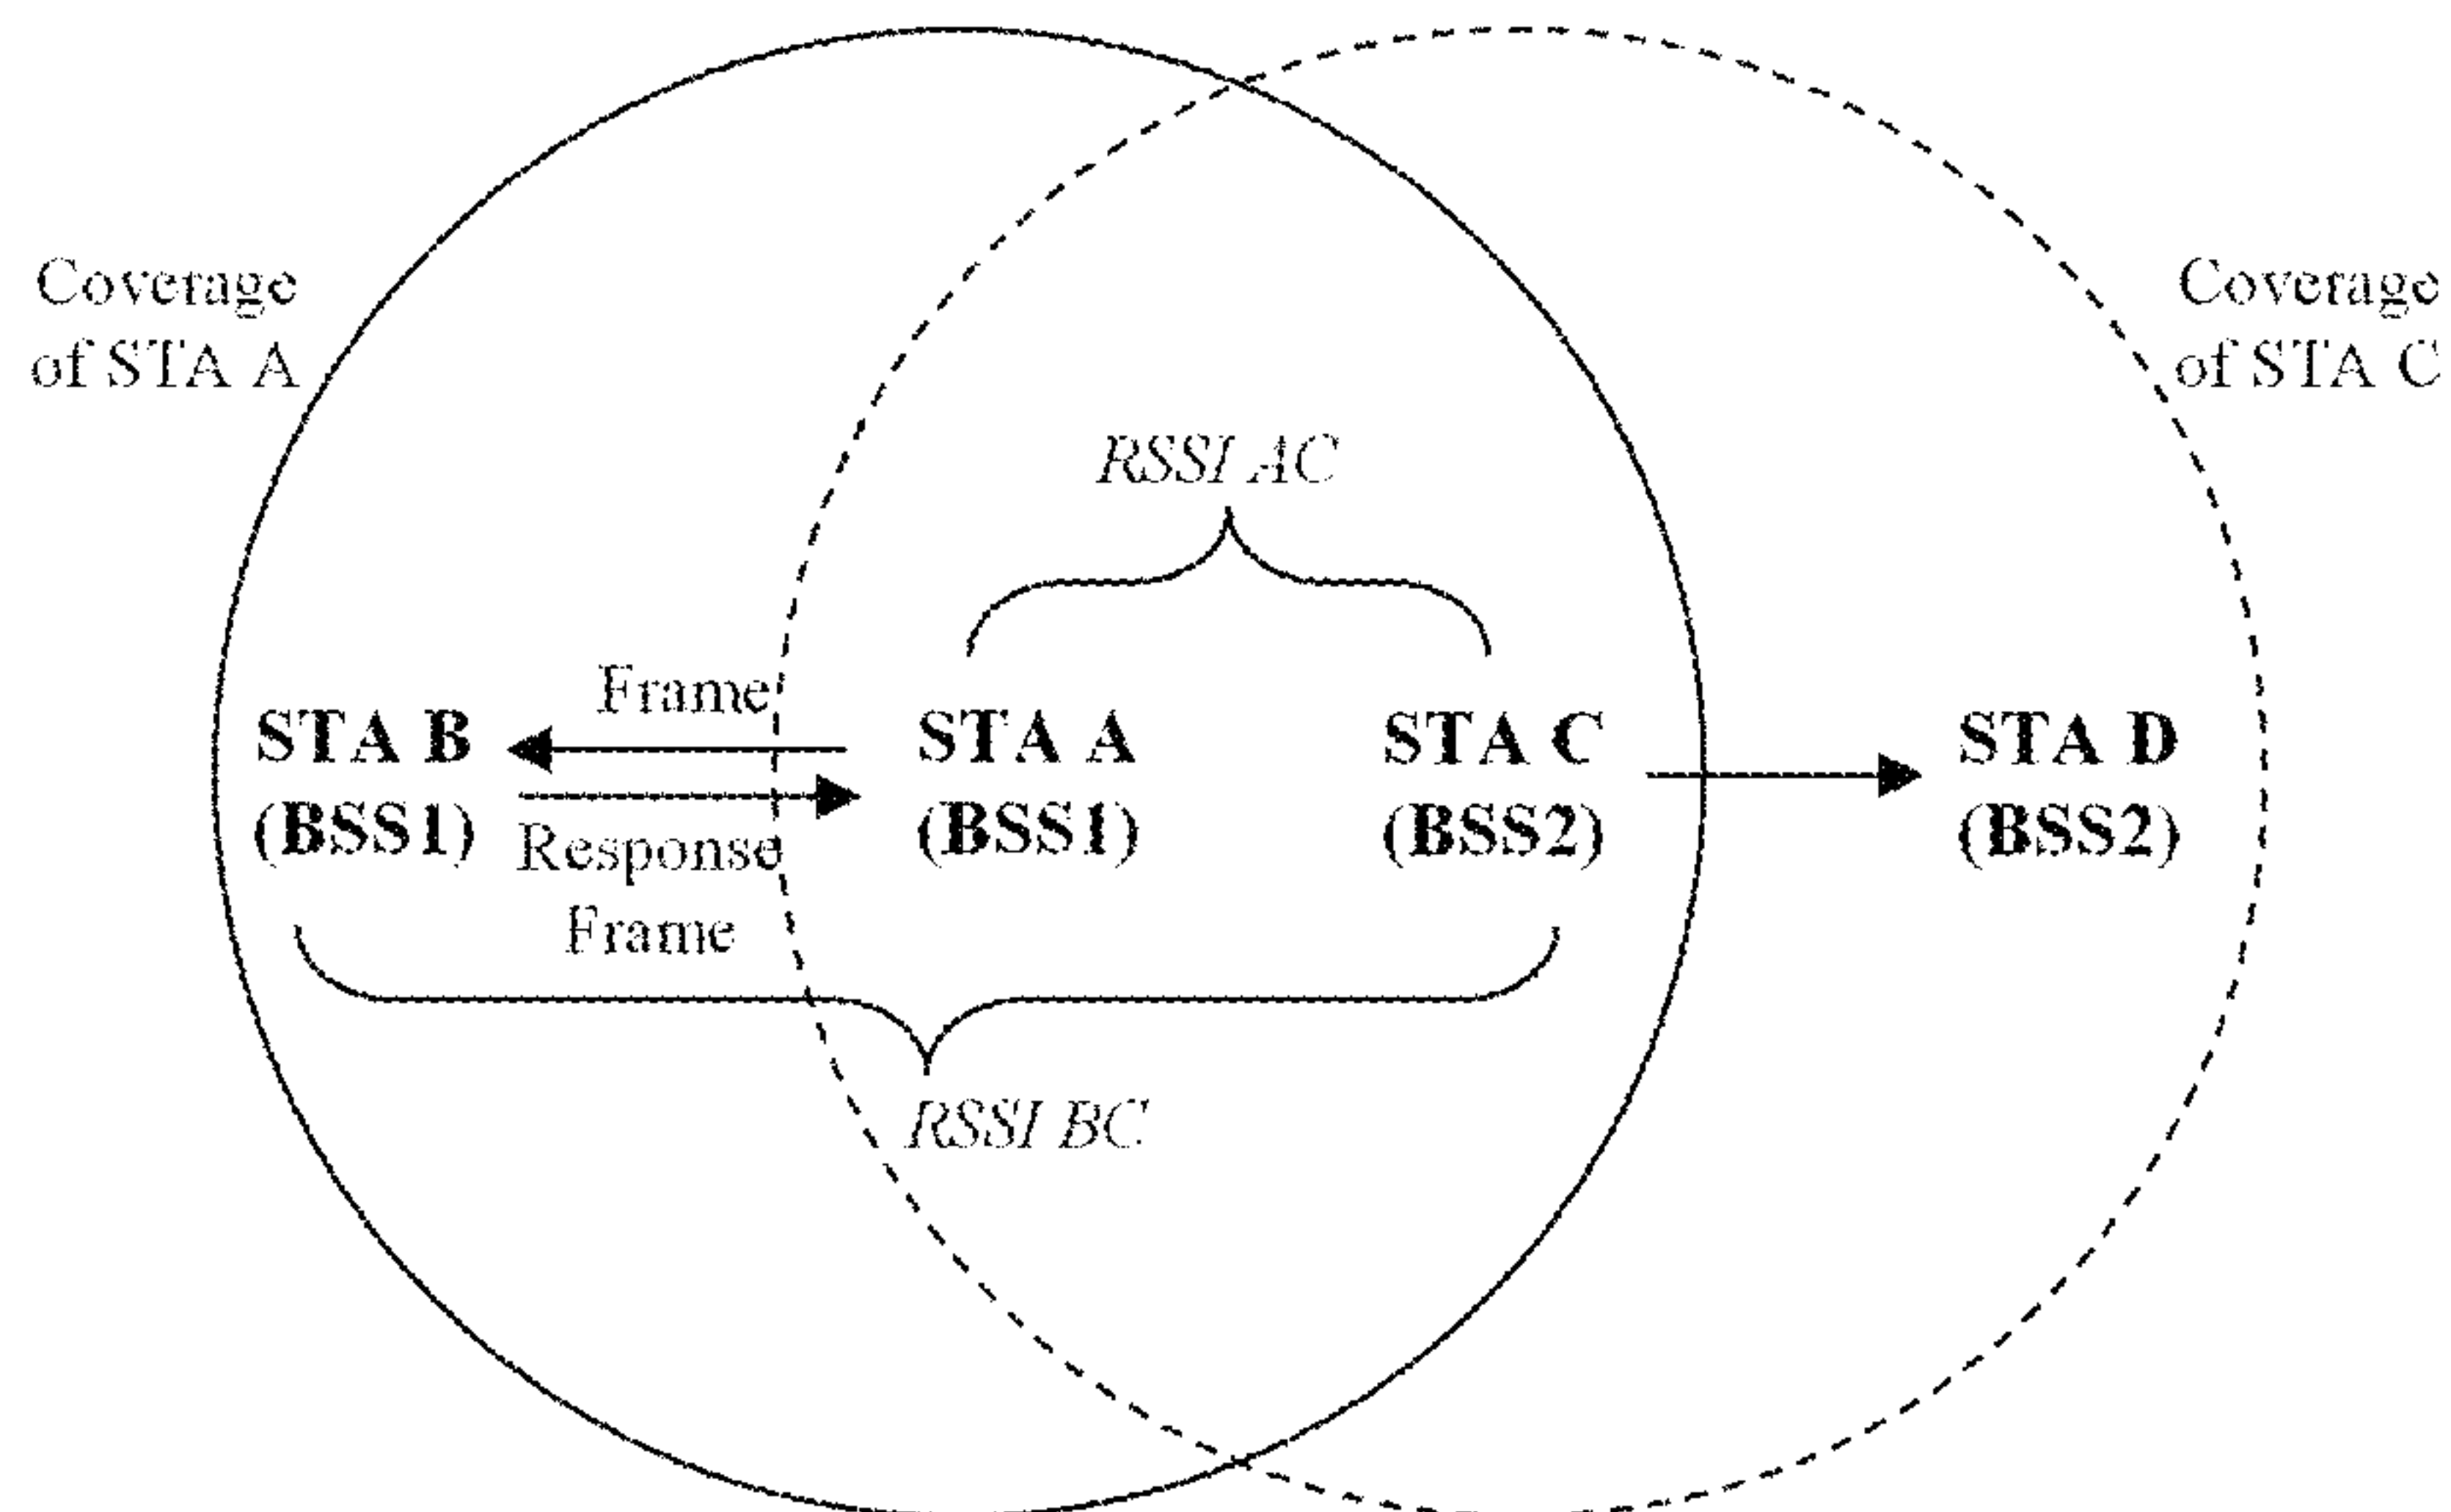 Coverage
of STA A
Coverage
of STA C
RSSI AC
Frame
STA B
(BSS1)
STA A
(BSS1)
STA C
(BSS2)
STA D
(BSS2)
Response
Frame
RSSI BC